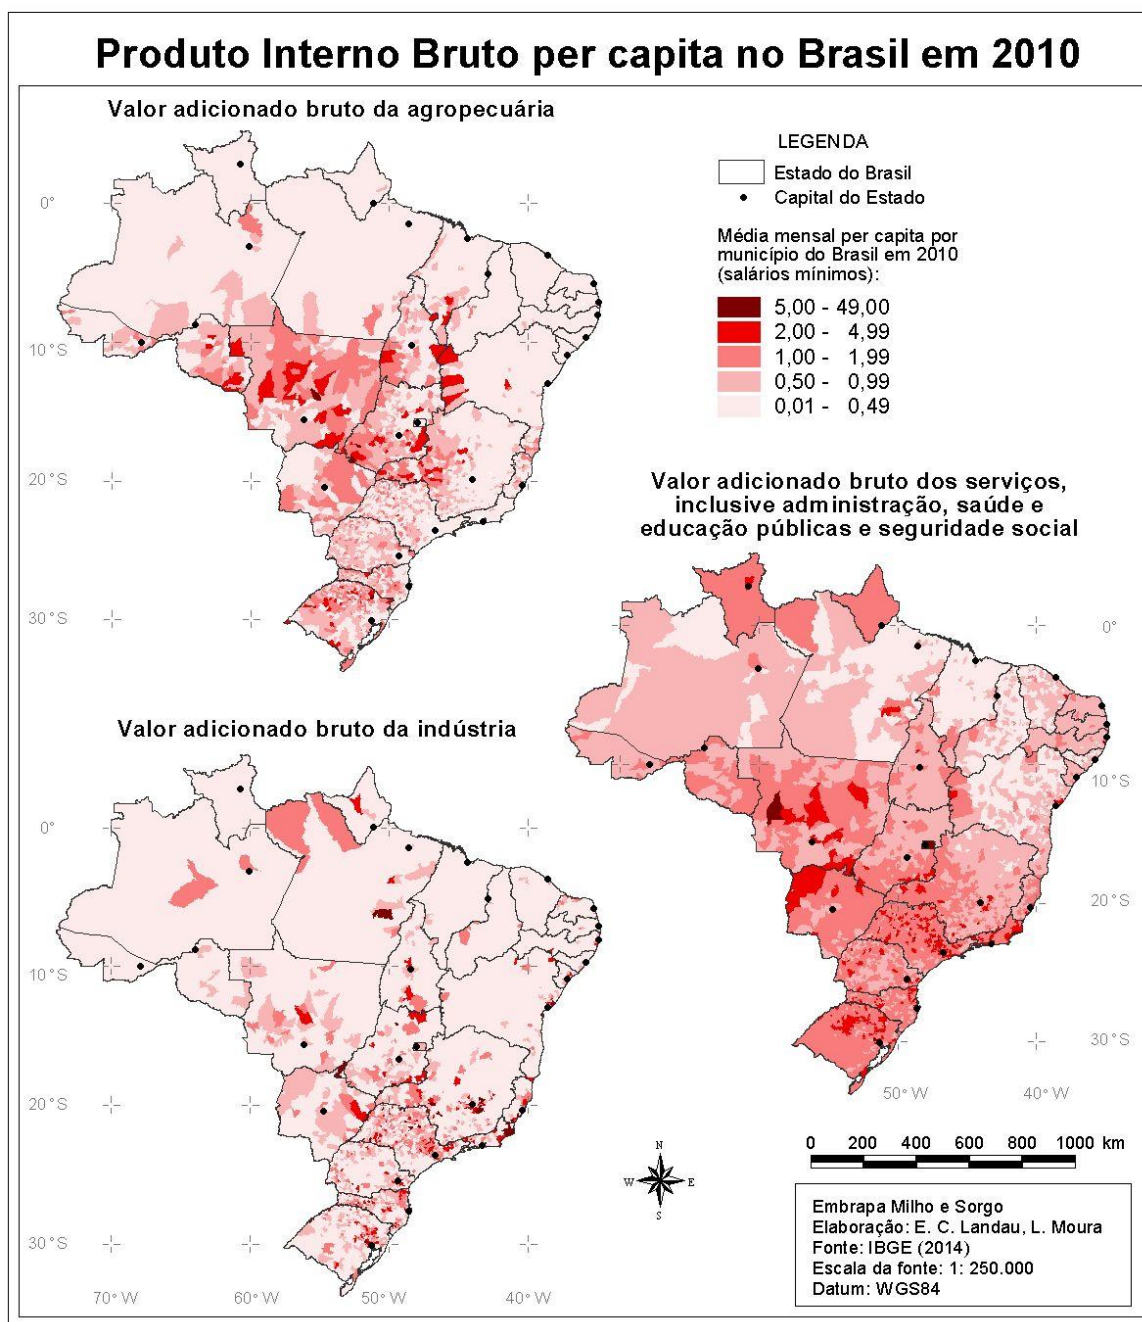 Produto Interno Bruto per capita no Brasil em 2010
Valor adicionado bruto da agropecuária
0°
10°S
20°S
30°S
LEGENDA
Estado do Brasil
Capital do Estado
Média mensal per capita por
município do Brasil em 2010
(salários mínimos):
5,00 - 49,00
2,00 - 4,99
1,00 - 1,99
0,50 - 0,99
0,01 - 0,49
Valor adicionado bruto dos serviços,
inclusive administração, saúde e
educação públicas e seguridade social
0°
10°S
20°S
30°S
50°W 40°W
Valor adicionado bruto da indústria
0°
10°S
20°S
30°S
70°W 60°W 50°W 40°W
N
W E
S
0 200 400 600 800 1000 km
Embrapa Milho e Sorgo
Elaboração: E. C. Landau, L. Moura
Fonte: IBGE (2014)
Escala da fonte: 1: 250.000
Datum: WGS84